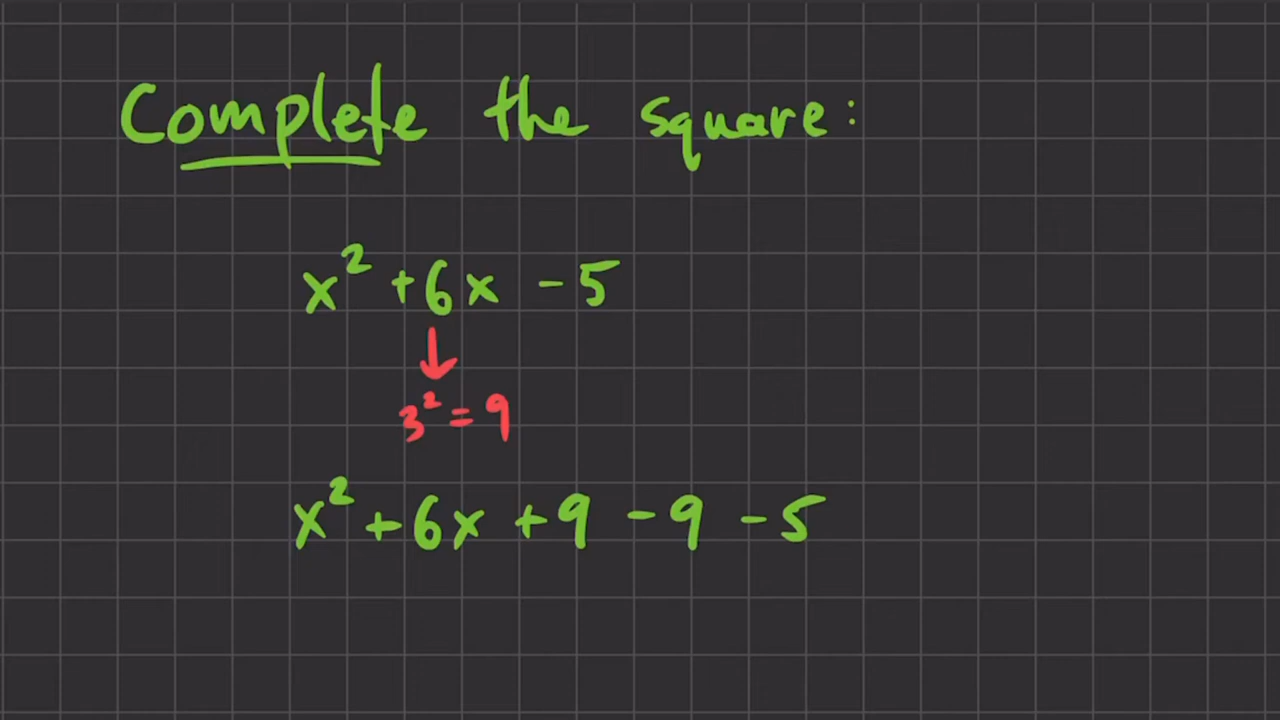 Complete the square:
x² + 6x - 5
3² = 9
x² + 6x + 9 - 9 - 5